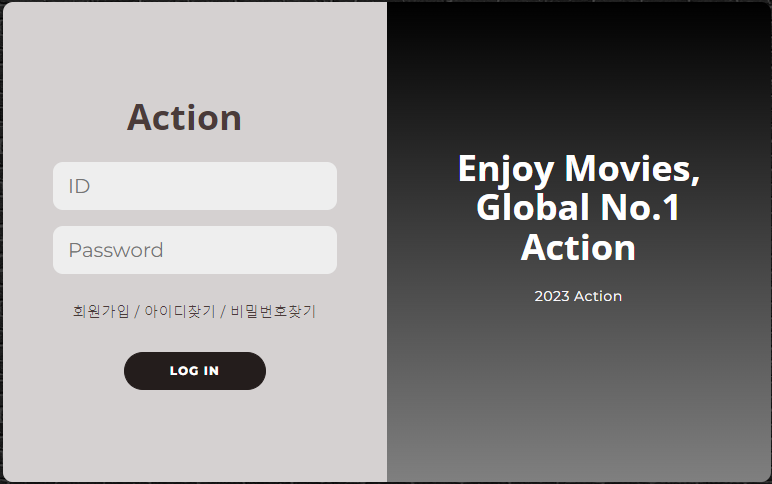 Action
ID
Password
회원가입 / 아이디찾기 / 비밀번호찾기
LOG IN
Enjoy Movies,
Global No.1
Action
2023 Action